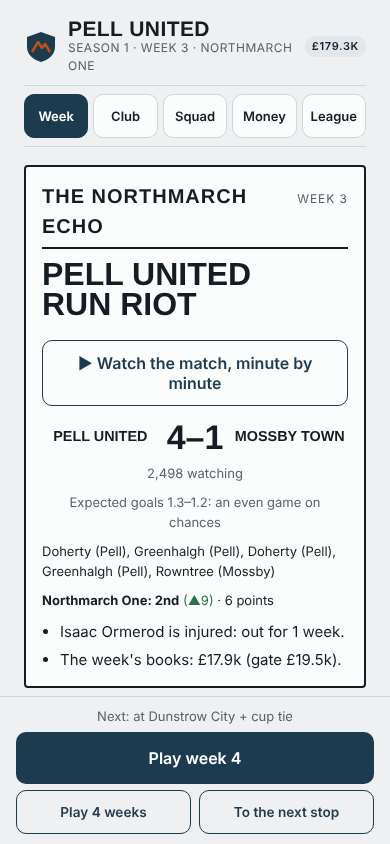 PELL UNITED
SEASON 1 · WEEK 3 · NORTHMARCH
ONE
£179.3K
Week
Club
Squad
Money
League
THE NORTHMARCH
ECHO
WEEK 3
PELL UNITED
RUN RIOT
▶ Watch the match, minute by
minute
PELL UNITED 4–1 MOSSBY TOWN
2,498 watching
Expected goals 1.3–1.2: an even game on
chances
Doherty (Pell), Greenhalgh (Pell), Doherty (Pell),
Greenhalgh (Pell), Rowntree (Mossby)
Northmarch One: 2nd (▲9) · 6 points
• Isaac Ormerod is injured: out for 1 week.
• The week's books: £17.9k (gate £19.5k).
Next: at Dunstrow City + cup tie
Play week 4
Play 4 weeks
To the next stop